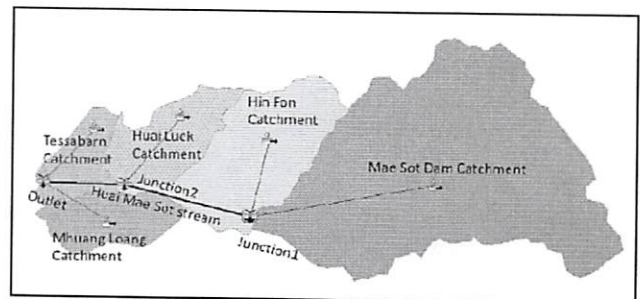 Hin Fon
Catchment
Tessabarn
Catchment
Huai Luck
Catchment
Mae Sot Dam Catchment
Junction2
Huai Mae Sot stream
Outlet
Mhuang Loang
Catchment
Junction1